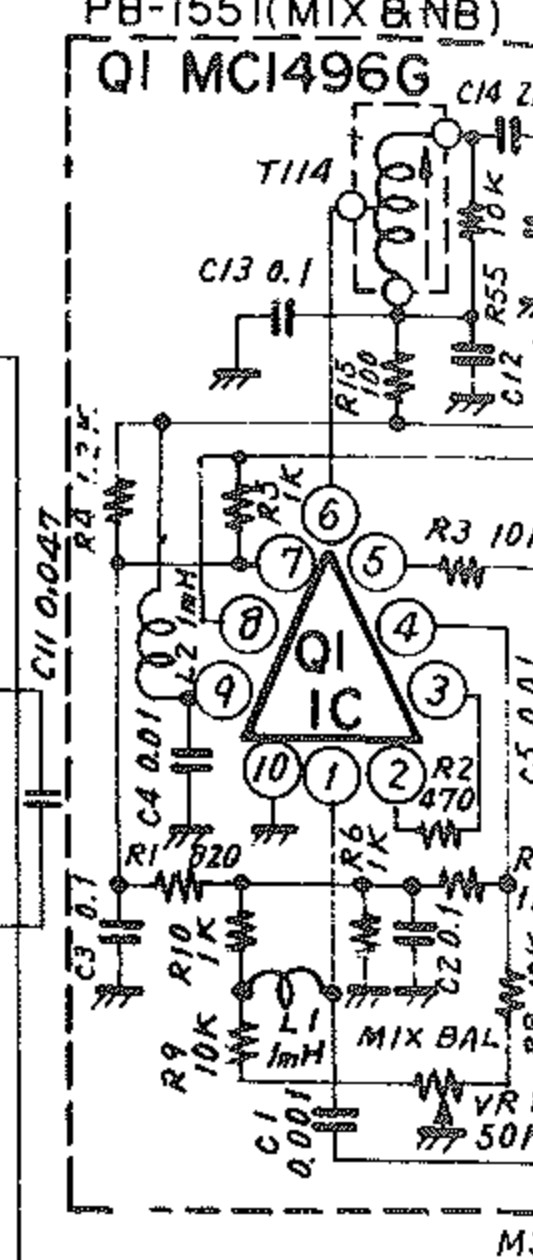 PB-1551(MIX & NB)
Q1 MC1496G
C14
T114
10K
R55
C13 0.1
C12
R15
100
R4 1.2K
R5
1K
6
7
5
R3
8
4
L2 1mH
9
Q1
IC
3
C11 0.047
C4 0.01
10
1
2
R2
470
R1 820
R6
1K
C3 0.1
R10
1K
C2 0.1
L1
1mH
R9
10K
MIX BAL
VR
C1
0.001